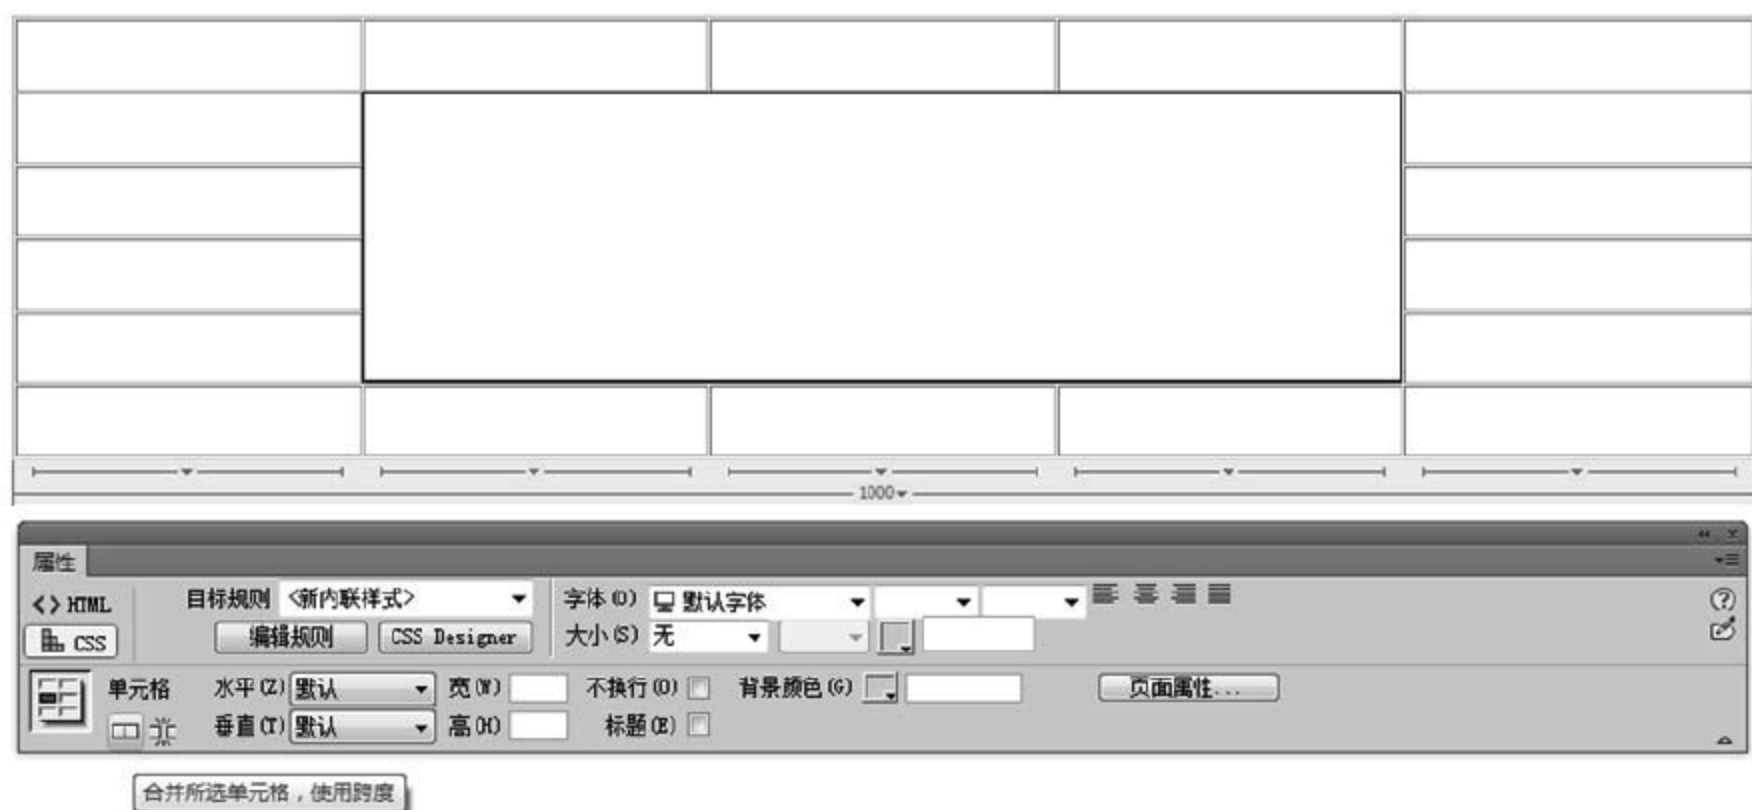 1000
属性
<> HTML
目标规则 <新内联样式>
字体(O) 默认字体
CSS
编辑规则
CSS Designer
大小(S) 无
单元格
水平(Z) 默认
宽(W)
不换行(O)
背景颜色(G)
页面属性...
垂直(T) 默认
高(H)
标题(E)
合并所选单元格，使用跨度